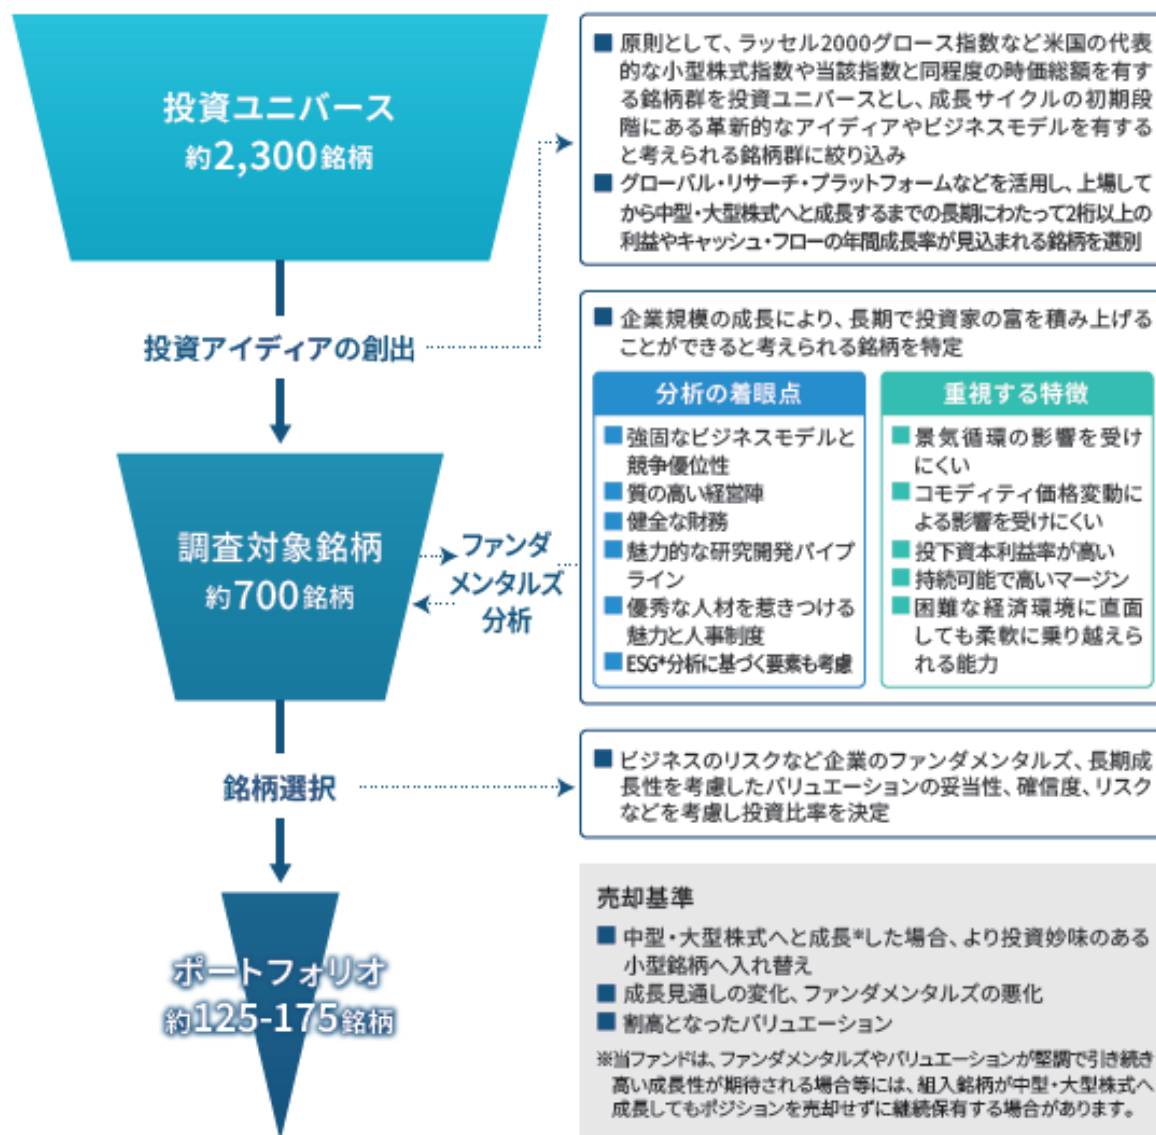 投資ユニバース
約2,300銘柄
■ 原則として、ラッセル2000グロース指数など米国の代表
的な小型株式指数や当該指数と同程度の時価総額を有す
る銘柄群を投資ユニバースとし、成長サイクルの初期段
階にある革新的なアイディアやビジネスモデルを有する
と考えられる銘柄群に絞り込み
■ グローバル・リサーチ・プラットフォームなどを活用し、上場して
から中型・大型株式へと成長するまでの長期にわたって2桁以上の
利益やキャッシュ・フローの年間成長率が見込まれる銘柄を選別
投資アイディアの創出
■ 企業規模の成長により、長期で投資家の富を積み上げる
ことができると考えられる銘柄を特定
分析の着眼点
■ 強固なビジネスモデルと
競争優位性
■ 質の高い経営陣
■ 健全な財務
■ 魅力的な研究開発パイプ
ライン
■ 優秀な人材を惹きつける
魅力と人事制度
■ ESG*分析に基づく要素も考慮
重視する特徴
■ 景気循環の影響を受け
にくい
■ コモディティ価格変動に
よる影響を受けにくい
■ 投下資本利益率が高い
■ 持続可能で高いマージン
■ 困難な経済環境に直面
しても柔軟に乗り越えら
れる能力
調査対象銘柄
約700銘柄
ファンダ
メンタルズ
分析
銘柄選択
■ ビジネスのリスクなど企業のファンダメンタルズ、長期成
長性を考慮したバリュエーションの妥当性、確信度、リスク
などを考慮し投資比率を決定
ポートフォリオ
約125-175銘柄
売却基準
■ 中型・大型株式へと成長※した場合、より投資妙味のある
小型銘柄へ入れ替え
■ 成長見通しの変化、ファンダメンタルズの悪化
■ 割高となったバリュエーション
※当ファンドは、ファンダメンタルズやバリュエーションが堅調で引き続き
高い成長性が期待される場合等には、組入銘柄が中型・大型株式へ
成長してもポジションを売却せずに継続保有する場合があります。